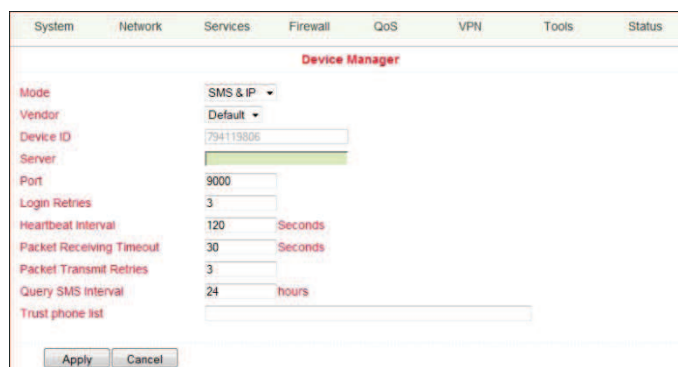 System Network Services Firewall QoS VPN Tools Status
Device Manager
Mode SMS & IP
Vendor Default
Device ID 794119806
Server
Port 9000
Login Retries 3
Heartbeat Interval 120 Seconds
Packet Receiving Timeout 30 Seconds
Packet Transmit Retries 3
Query SMS Interval 24 hours
Trust phone list
Apply Cancel